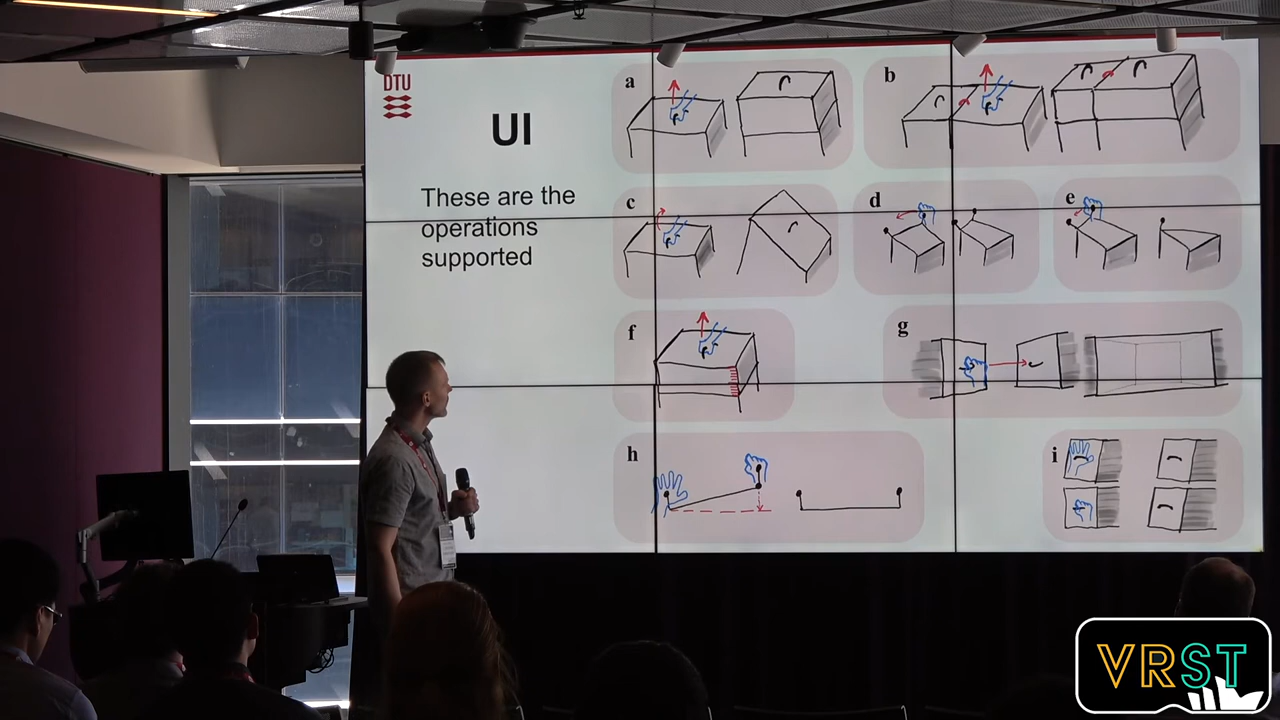 DTU
UI
These are the
operations
supported
a
b
c
d
e
f
g
h
i
VRST